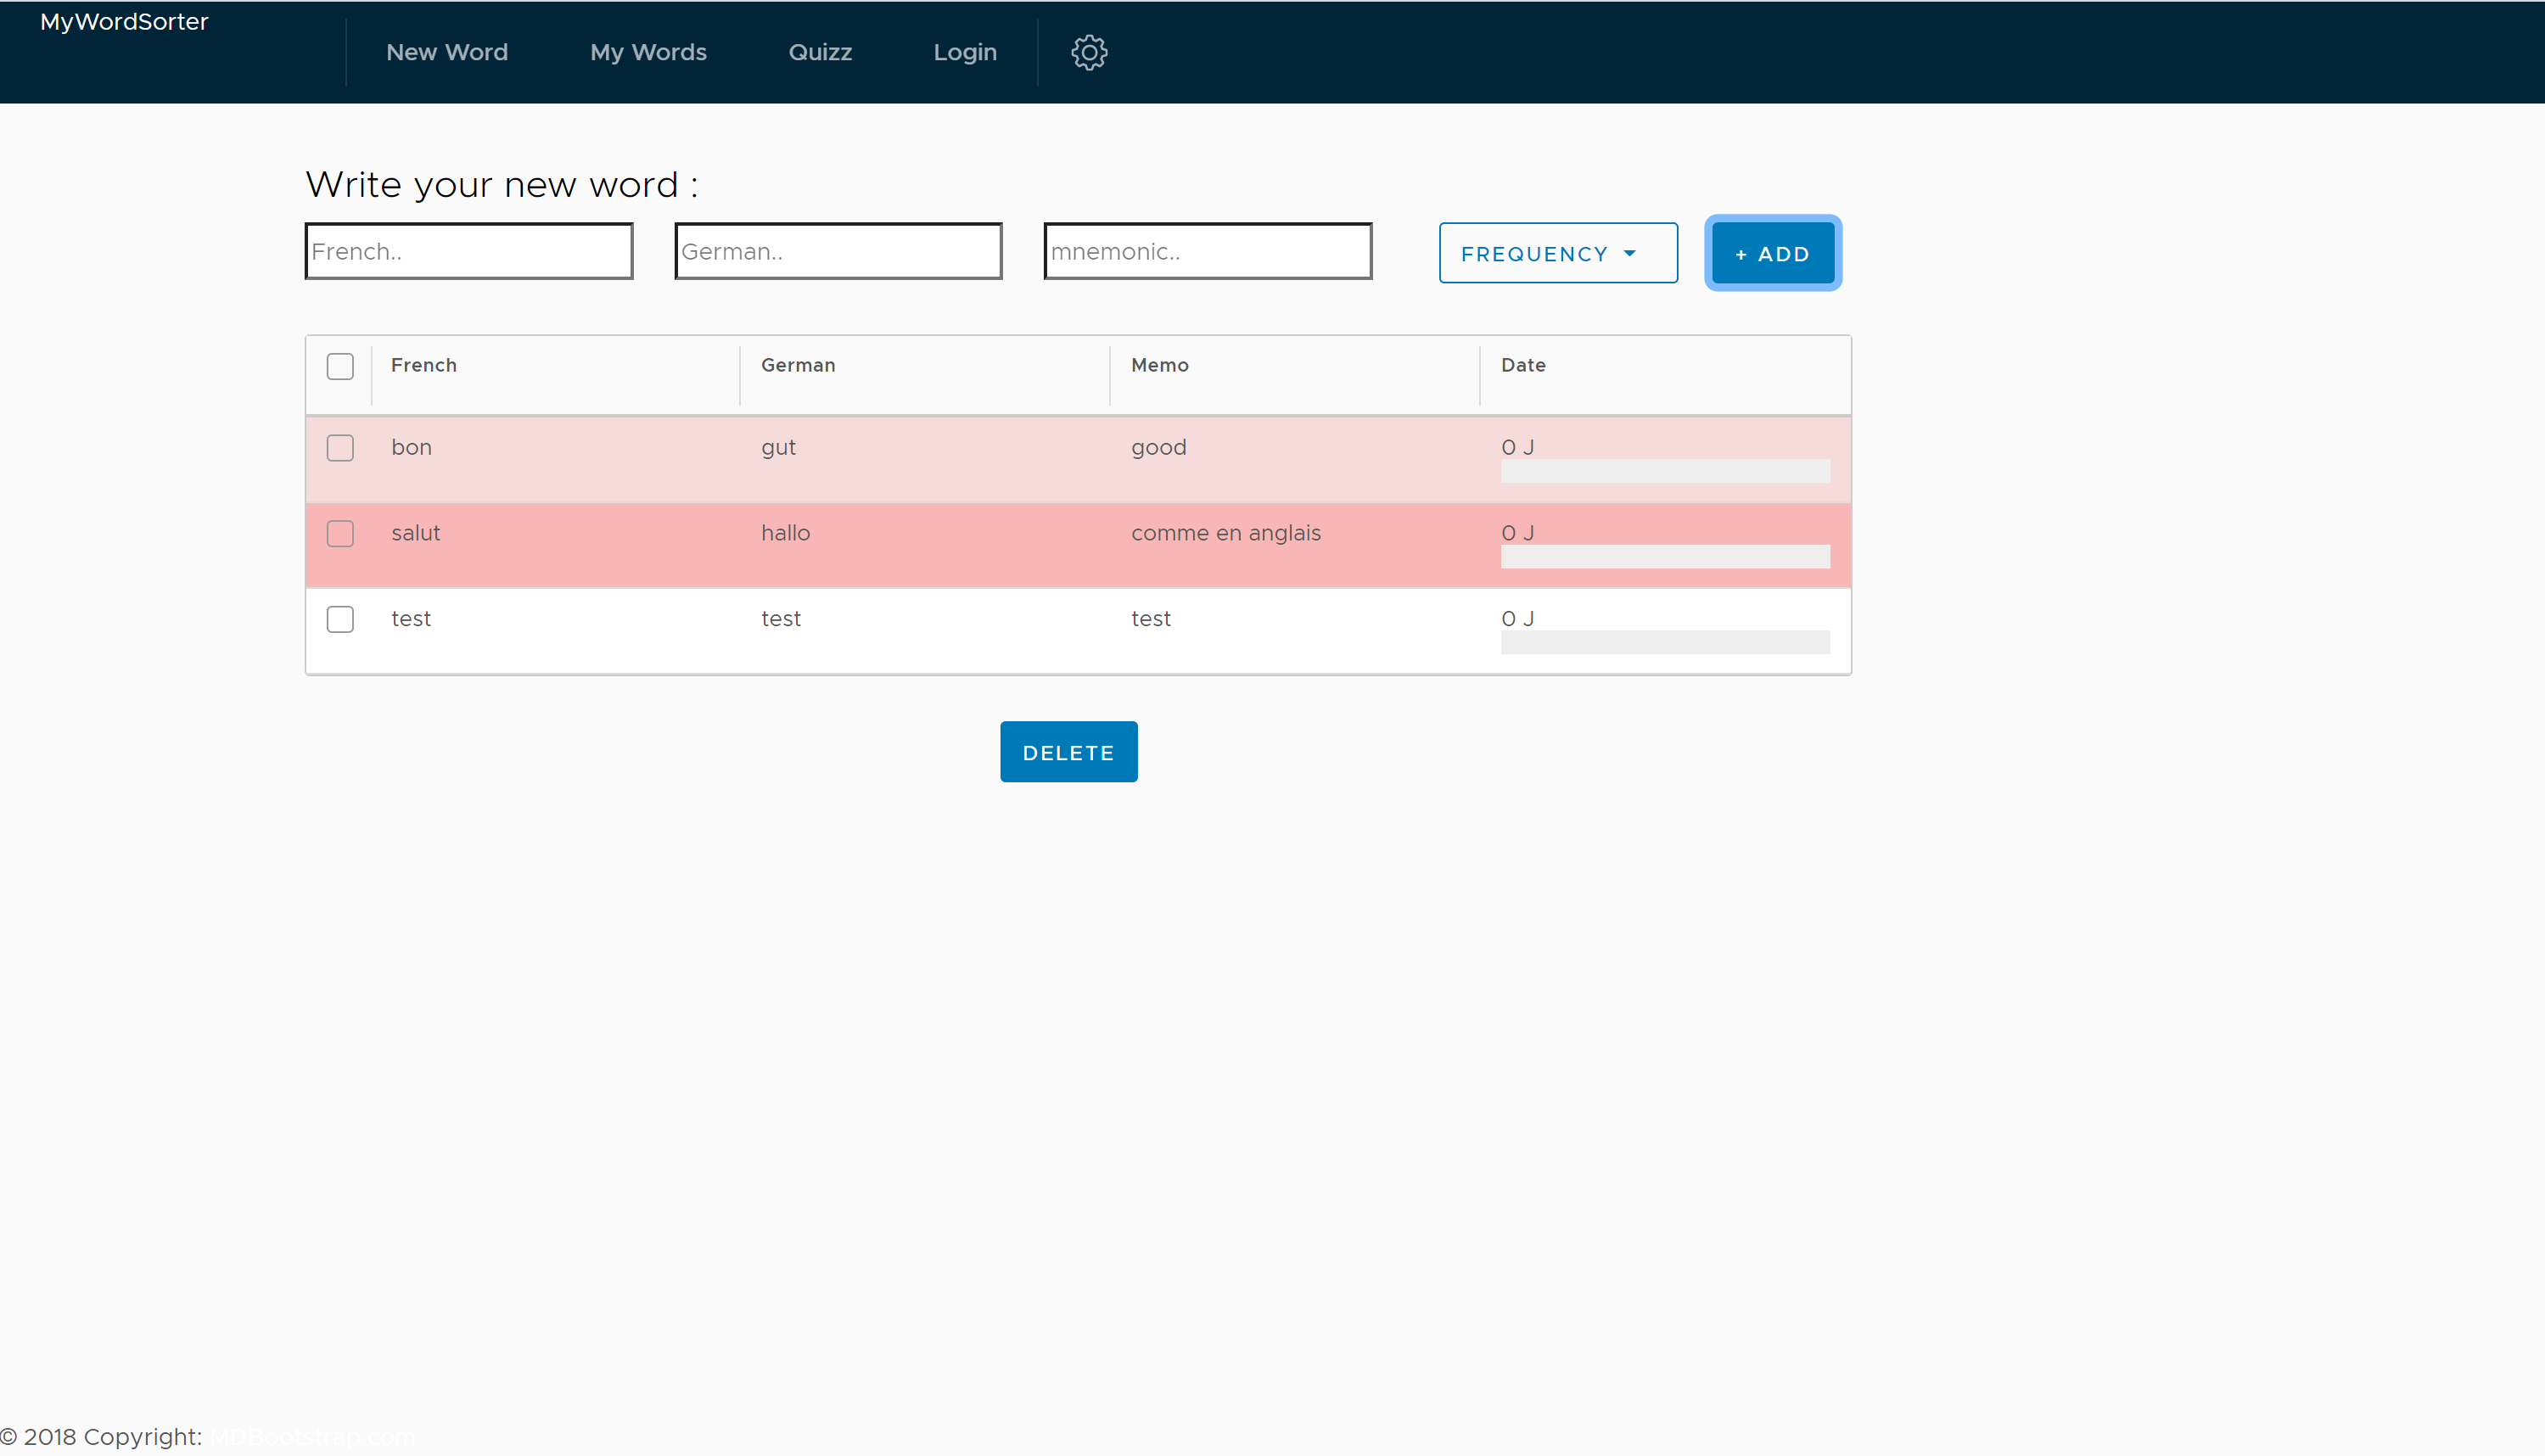 MyWordSorter
New Word My Words Quizz Login
Write your new word :
French.. German.. mnemonic.. FREQUENCY + ADD
French German Memo Date
bon gut good 0 J
salut hallo comme en anglais 0 J
test test test 0 J
DELETE
© 2018 Copyright: MDBootstrap.com